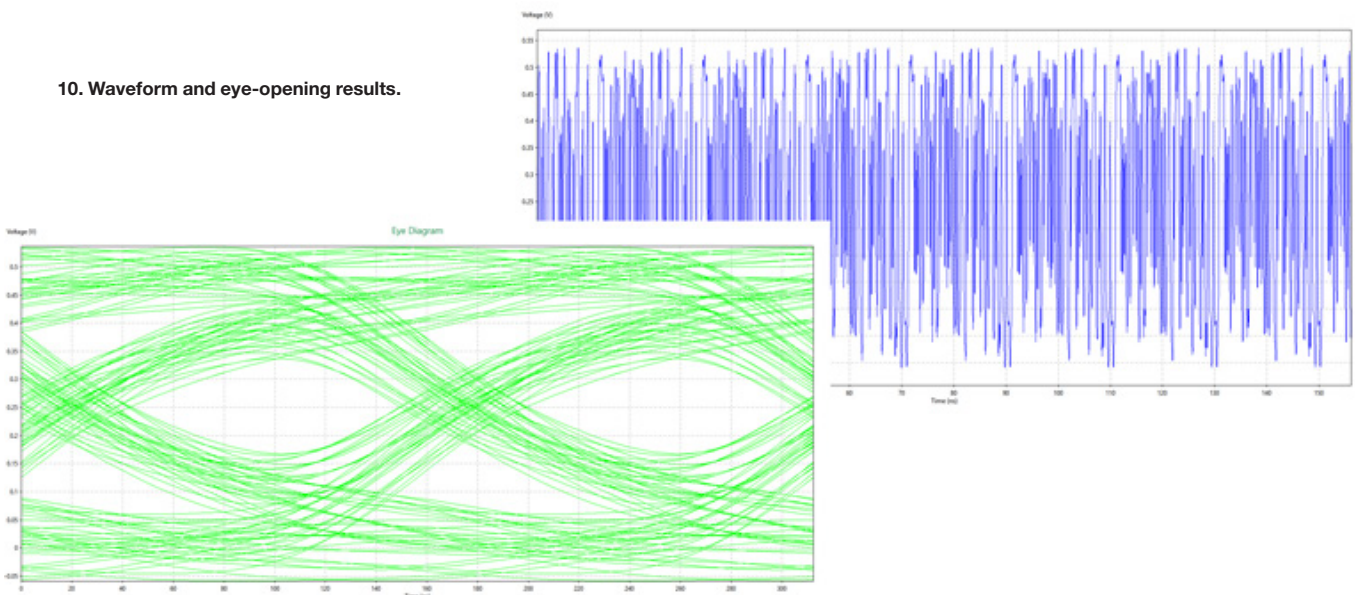 Voltage (V)
0.55
0.5
0.45
0.4
0.35
0.3
0.25
60 70 80 90 100 110 120 130 140 150
Time (ns)
10. Waveform and eye-opening results.
Voltage (V)
Eye Diagram
0.5
0.45
0.4
0.35
0.3
0.25
0.2
0.15
0.1
0.05
0
-0.05
0 20 40 60 80 100 120 140 160 180 200 220 240 260 280 300